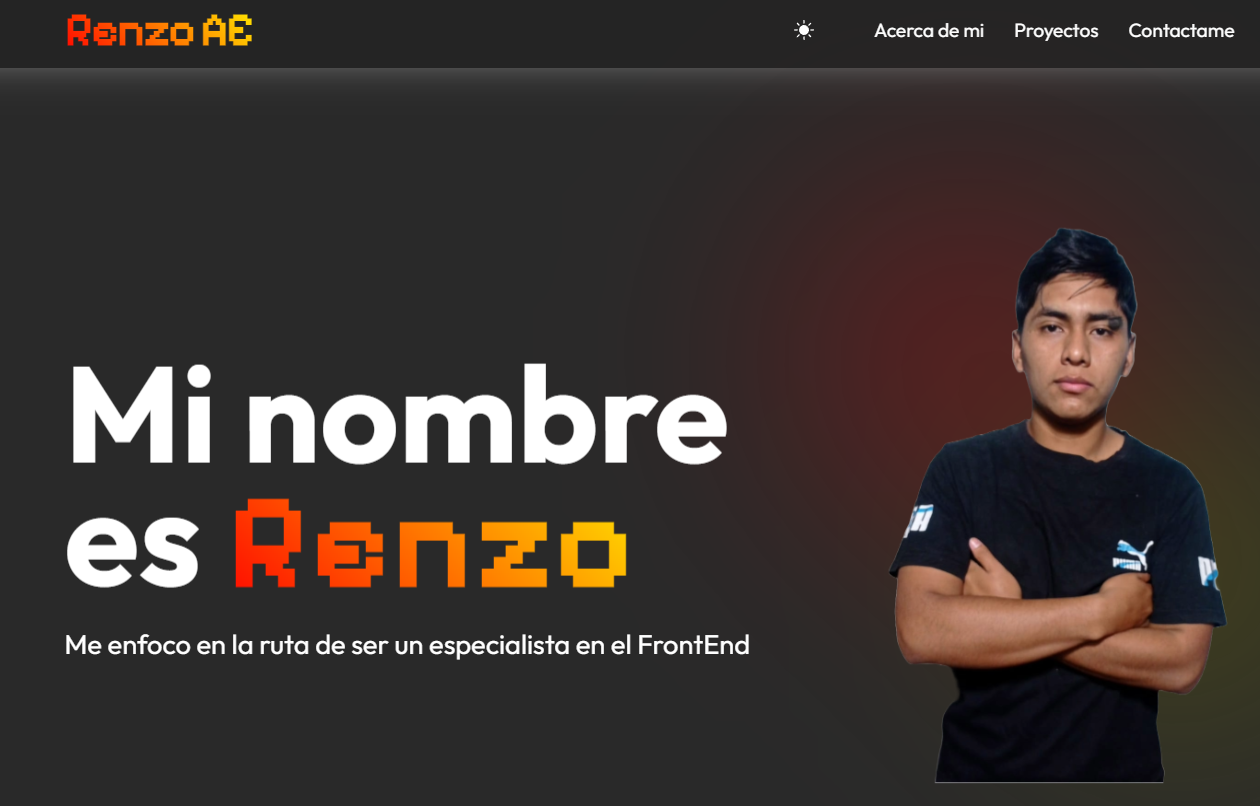 Renzo AE
Acerca de mi
Proyectos
Contactame
Mi nombre
es Renzo
Me enfoco en la ruta de ser un especialista en el FrontEnd